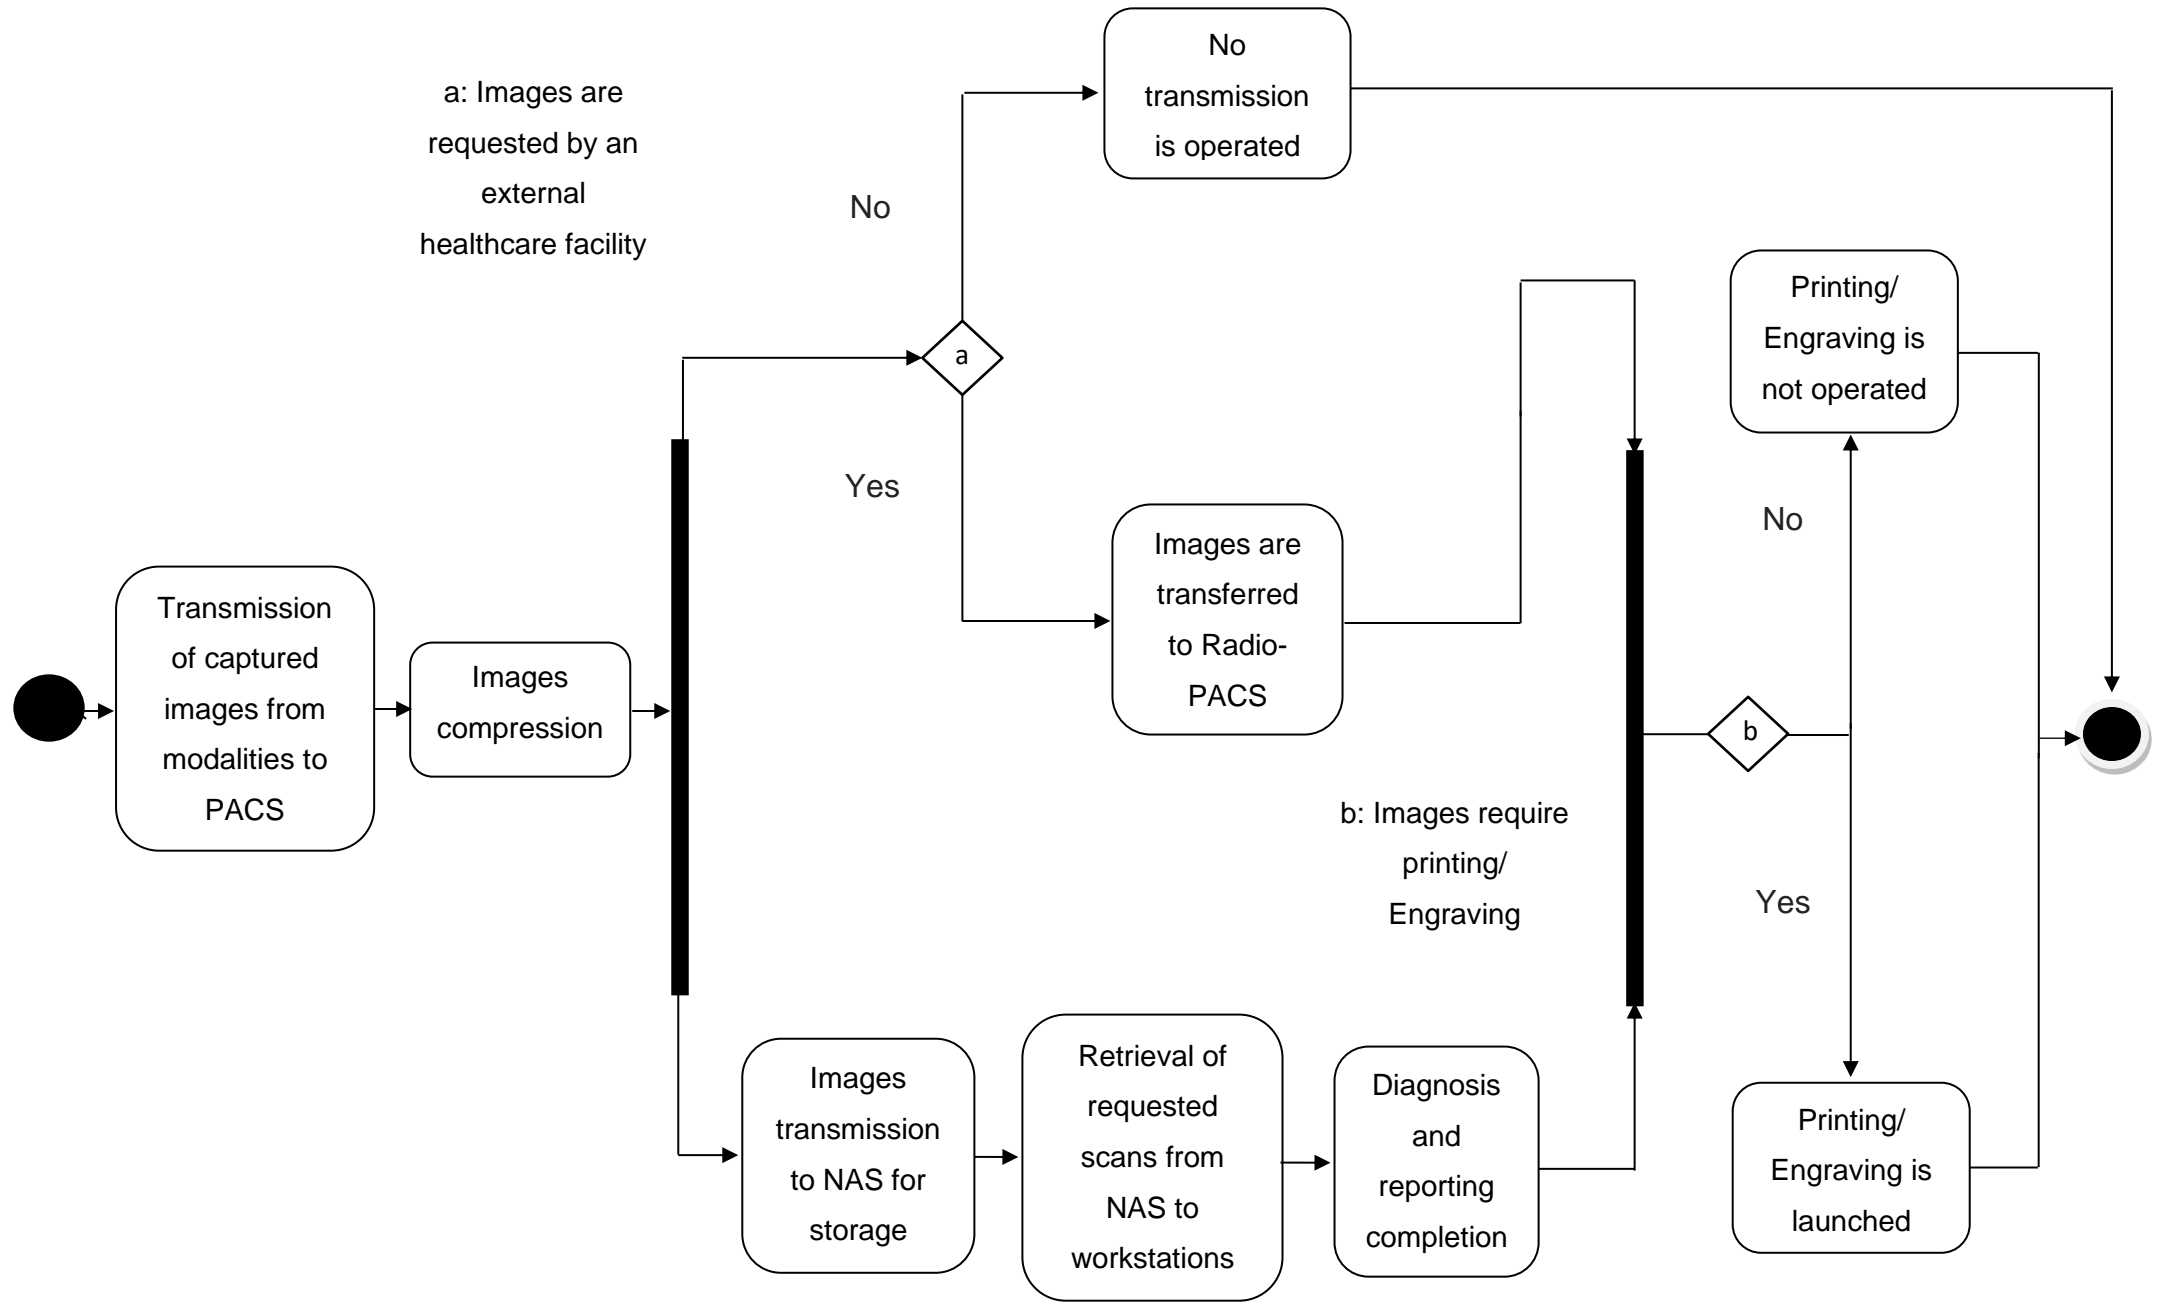 No
transmission
is operated
a: Images are
requested by an
external
healthcare facility
No
Printing/
Engraving is
not operated
a
Yes
No
Images are
transferred
to Radio-
PACS
Transmission
of captured
images from
modalities to
PACS
Images
compression
b
b: Images require
printing/
Engraving
Yes
Images
transmission
to NAS for
storage
Retrieval of
requested
scans from
NAS to
workstations
Diagnosis
and
reporting
completion
Printing/
Engraving is
launched